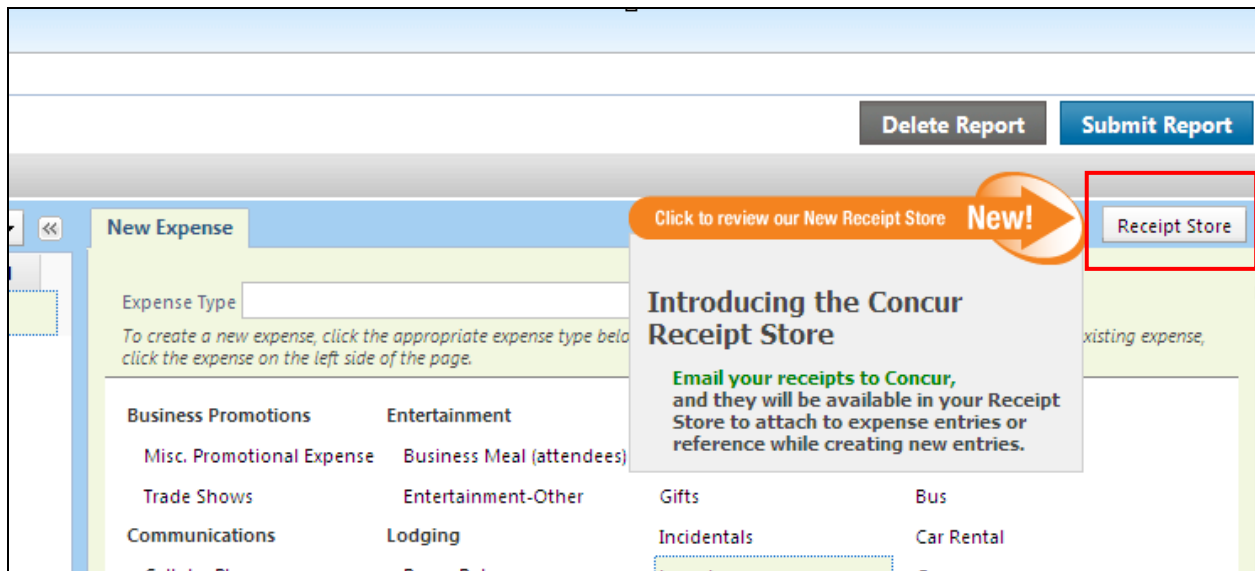 Delete Report
Submit Report
New Expense
Click to review our New Receipt Store New!
Receipt Store
Expense Type
Introducing the Concur
Receipt Store
To create a new expense, click the appropriate expense type belo
xisting expense,
click the expense on the left side of the page.
Email your receipts to Concur,
and they will be available in your Receipt
Store to attach to expense entries or
reference while creating new entries.
Business Promotions Entertainment
Misc. Promotional Expense Business Meal (attendees)
Trade Shows Entertainment-Other Gifts Bus
Communications Lodging Incidentals Car Rental